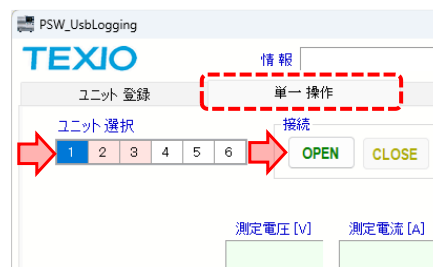 PSW_UsbLogging
TEXIO 情報
ユニット 登録 単一 操作
ユニット 選択 接続
1 2 3 4 5 6 OPEN CLOSE
測定電圧 [V] 測定電流 [A]